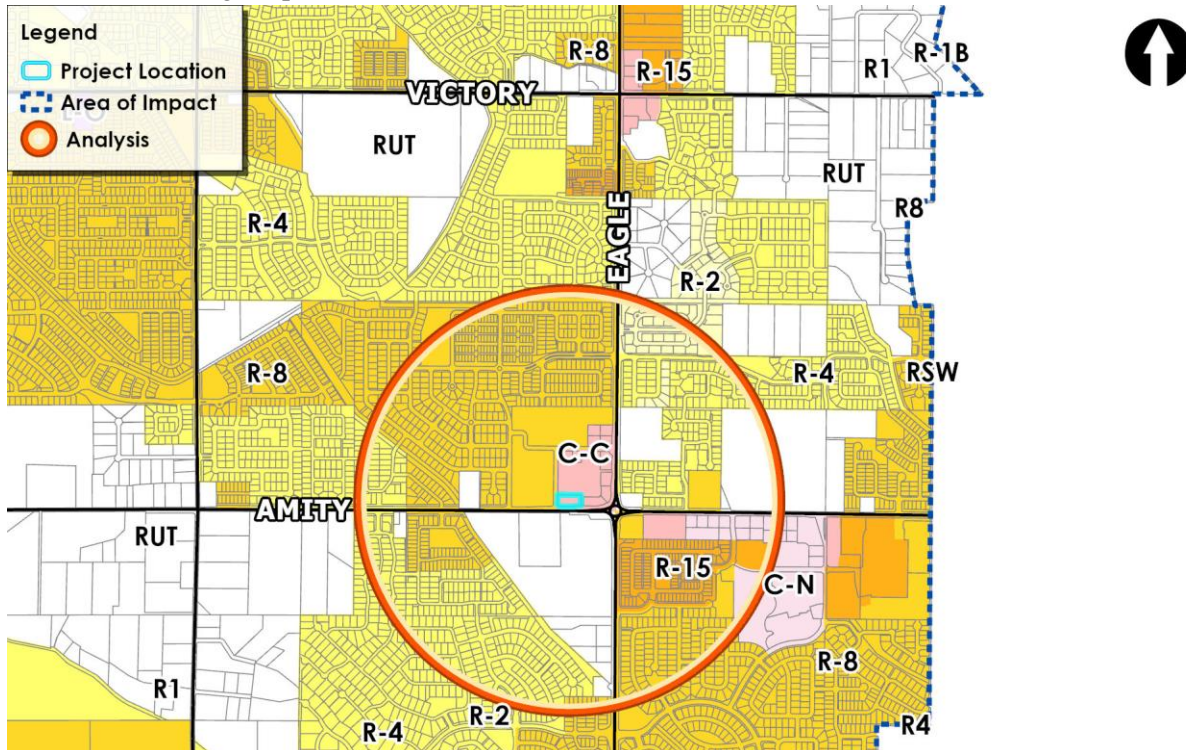 Legend
Project Location
Area of Impact
Analysis
R-8
R-15
R1
R-1B
VICTORY
RUT
RUT
EAGLE
R-4
R8
R-2
R-8
R-4
RSW
C-C
AMITY
RUT
R-15
C-N
R-8
R1
R-2
R-4
R4